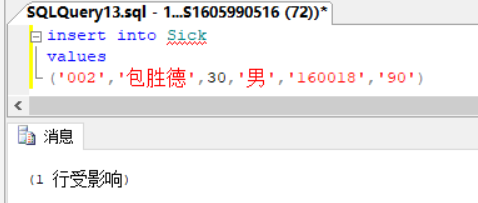 SQLQuery13.sql - 1...S1605990516 (72))*
insert into Sick
values
('002','包胜德',30,'男','160018','90')
消息
(1 行受影响)